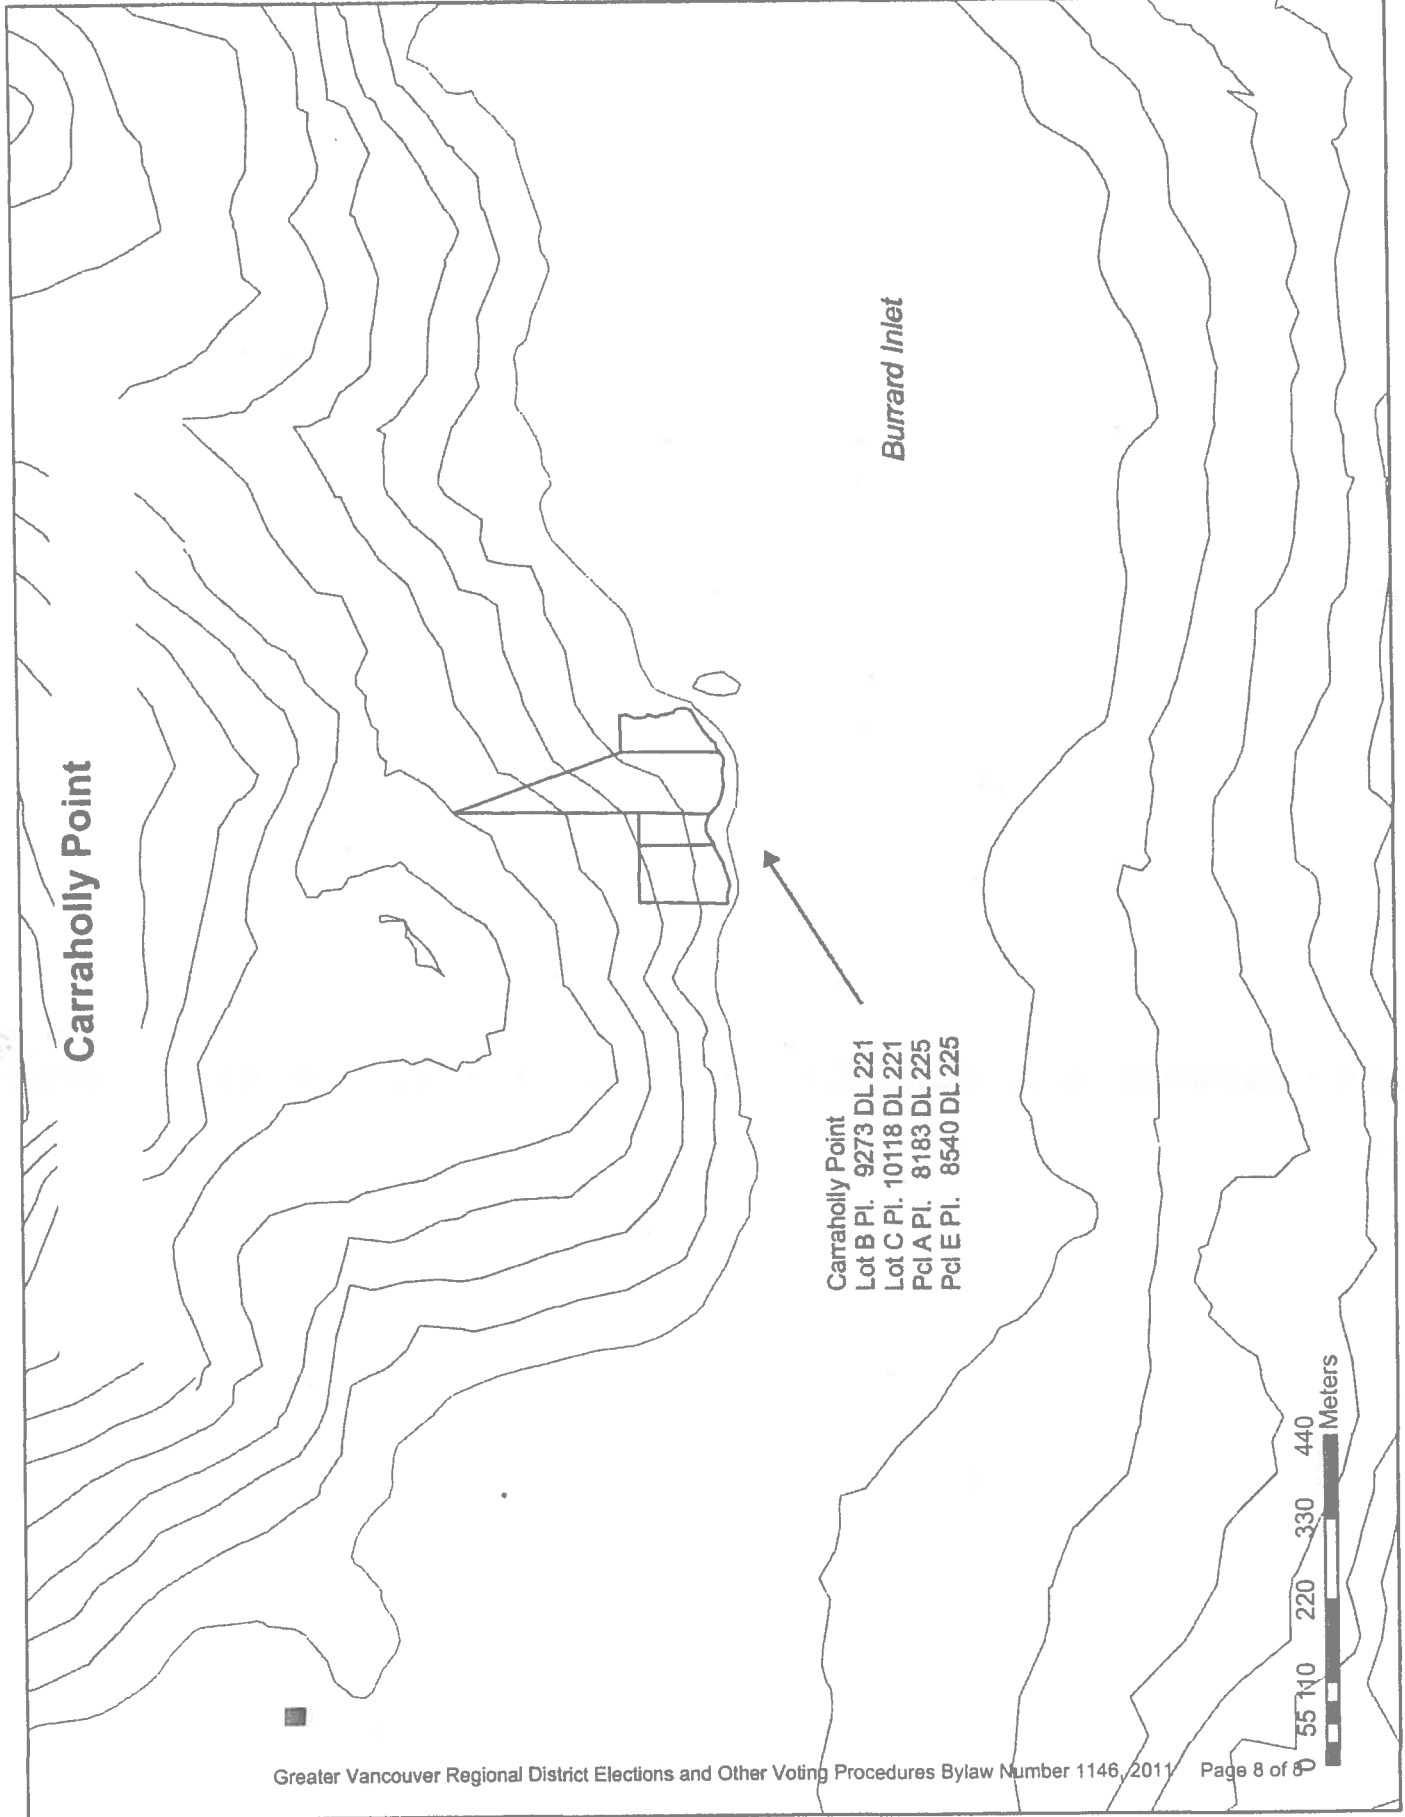 Carraholly Point
Burrard Inlet
Carraholly Point
Lot B Pl. 9273 DL 221
Lot C Pl. 10118 DL 221
Pcl A Pl. 8183 DL 225
Pcl E Pl. 8540 DL 225
0 55 110 220 330 440
Meters
Greater Vancouver Regional District Elections and Other Voting Procedures Bylaw Number 1146, 2011 Page 8 of 8